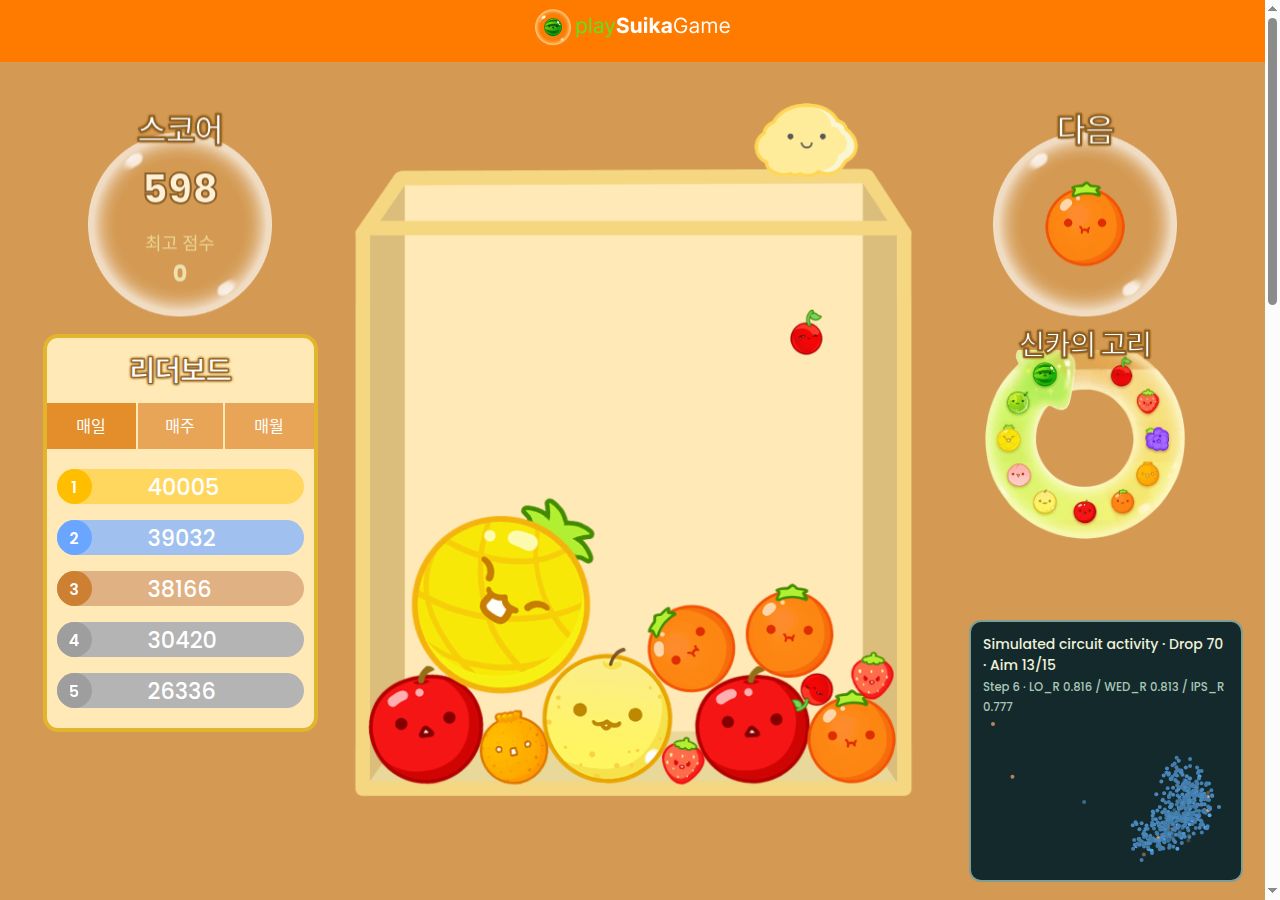 playSuikaGame
스코어
598
최고 점수
0
리더보드
매일 매주 매월
1 40005
2 39032
3 38166
4 30420
5 26336
다음
신카의 고리
Simulated circuit activity · Drop 70
· Aim 13/15
Step 6 · LO_R 0.816 / WED_R 0.813 / IPS_R
0.777